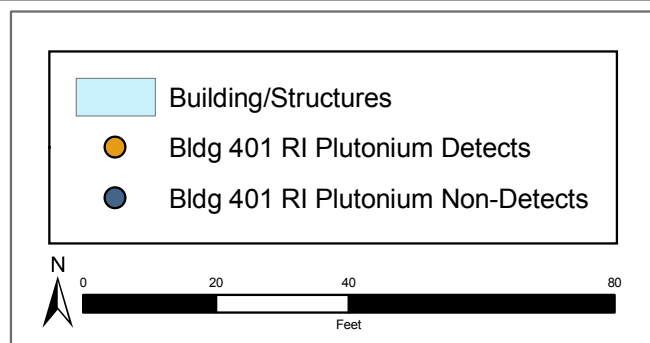 Building/Structures
Bldg 401 RI Plutonium Detects
Bldg 401 RI Plutonium Non-Detects
N
0 20 40 80
Feet